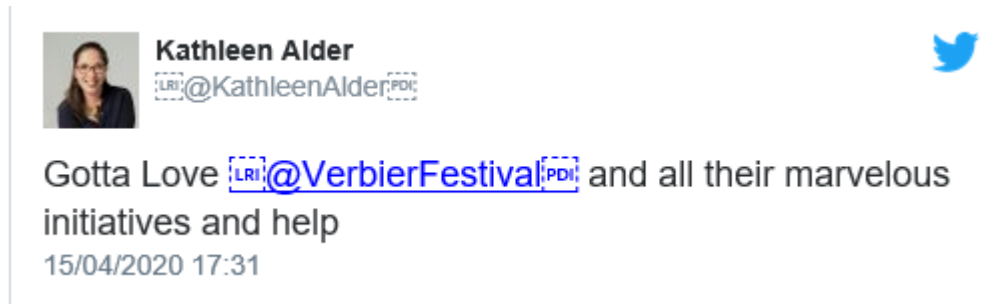 Kathleen Alder
@KathleenAlder
Gotta Love @VerbierFestival and all their marvelous
initiatives and help
15/04/2020 17:31